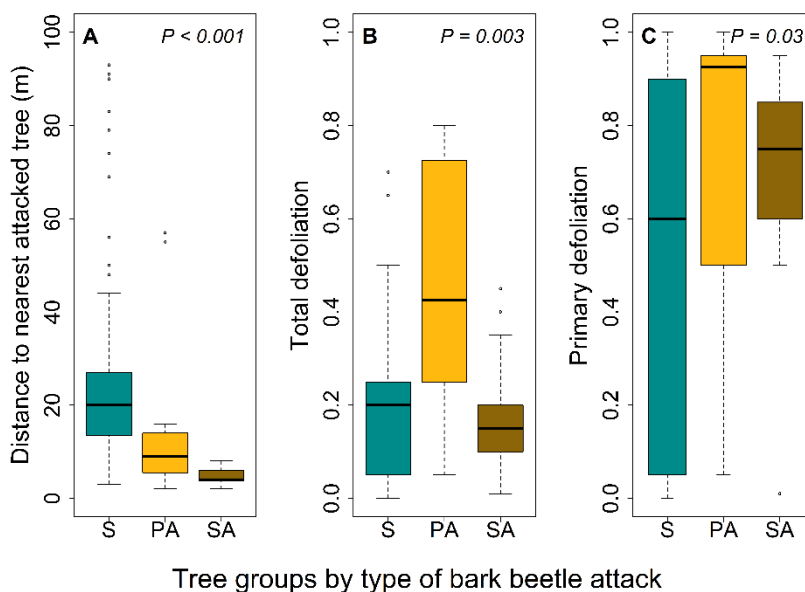 A
P < 0.001
Distance to nearest attacked tree (m)
100
80
60
40
20
0
S
PA
SA
B
P = 0.003
Total defoliation
1.0
0.8
0.6
0.4
0.2
0.0
S
PA
SA
C
P = 0.03
Primary defoliation
1.0
0.8
0.6
0.4
0.2
0.0
S
PA
SA
Tree groups by type of bark beetle attack